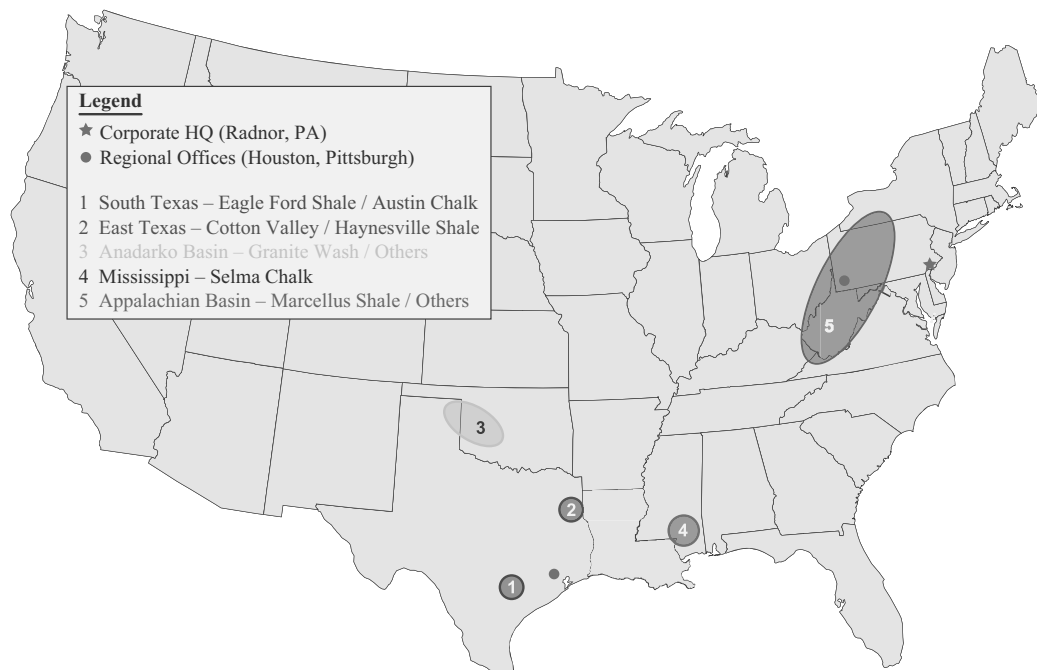 Legend
Corporate HQ (Radnor, PA)
Regional Offices (Houston, Pittsburgh)
1 South Texas – Eagle Ford Shale / Austin Chalk
2 East Texas – Cotton Valley / Haynesville Shale
3 Anadarko Basin – Granite Wash / Others
4 Mississippi – Selma Chalk
5 Appalachian Basin – Marcellus Shale / Others
5
3
2
4
1